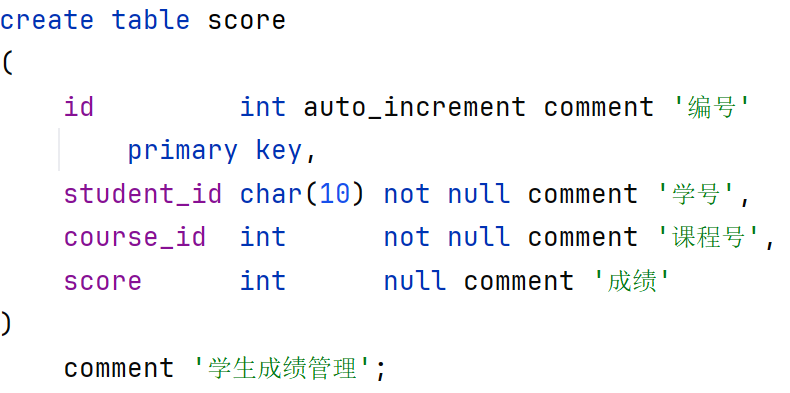 create table score
(
    id         int auto_increment comment '编号'
        primary key,
    student_id char(10) not null comment '学号',
    course_id  int      not null comment '课程号',
    score      int      null comment '成绩'
)
    comment '学生成绩管理';